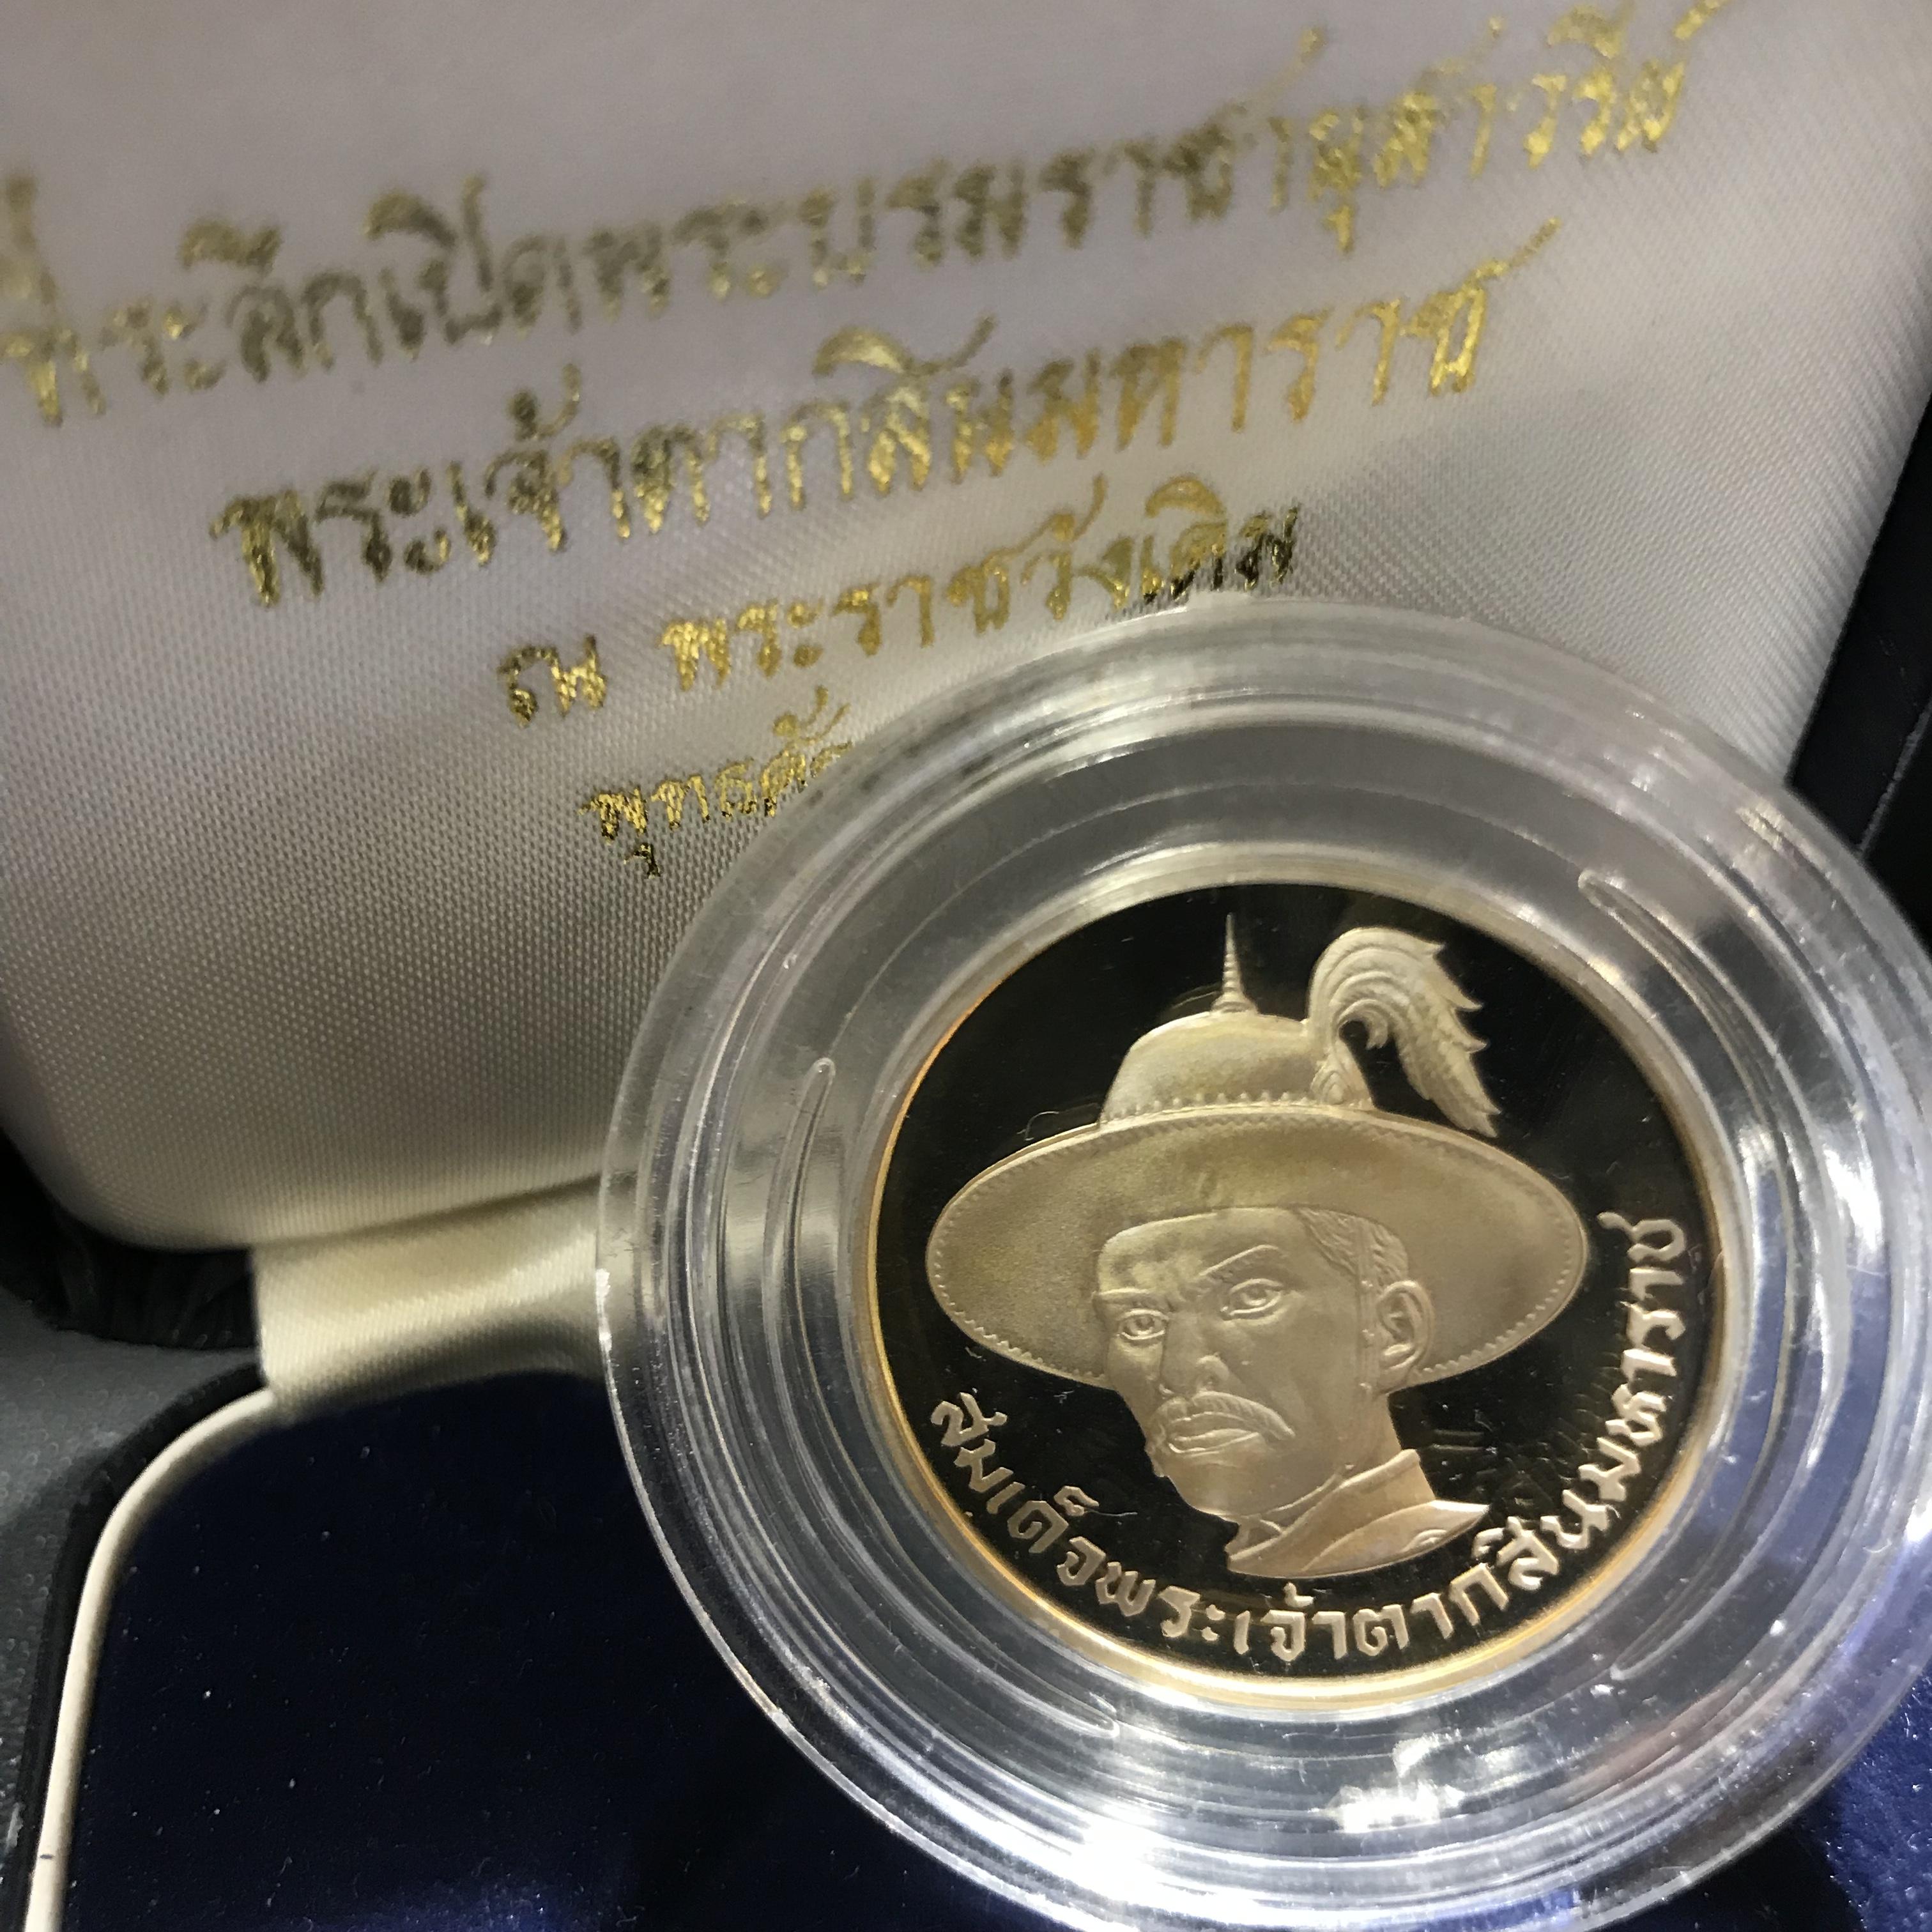 ที่ระลึกเปิดพระบรมราชานุสาวรีย์
พระเจ้าตากสินมหาราช
ณ พระราชวังเดิม
สมเด็จพระเจ้าตากสินมหาราช